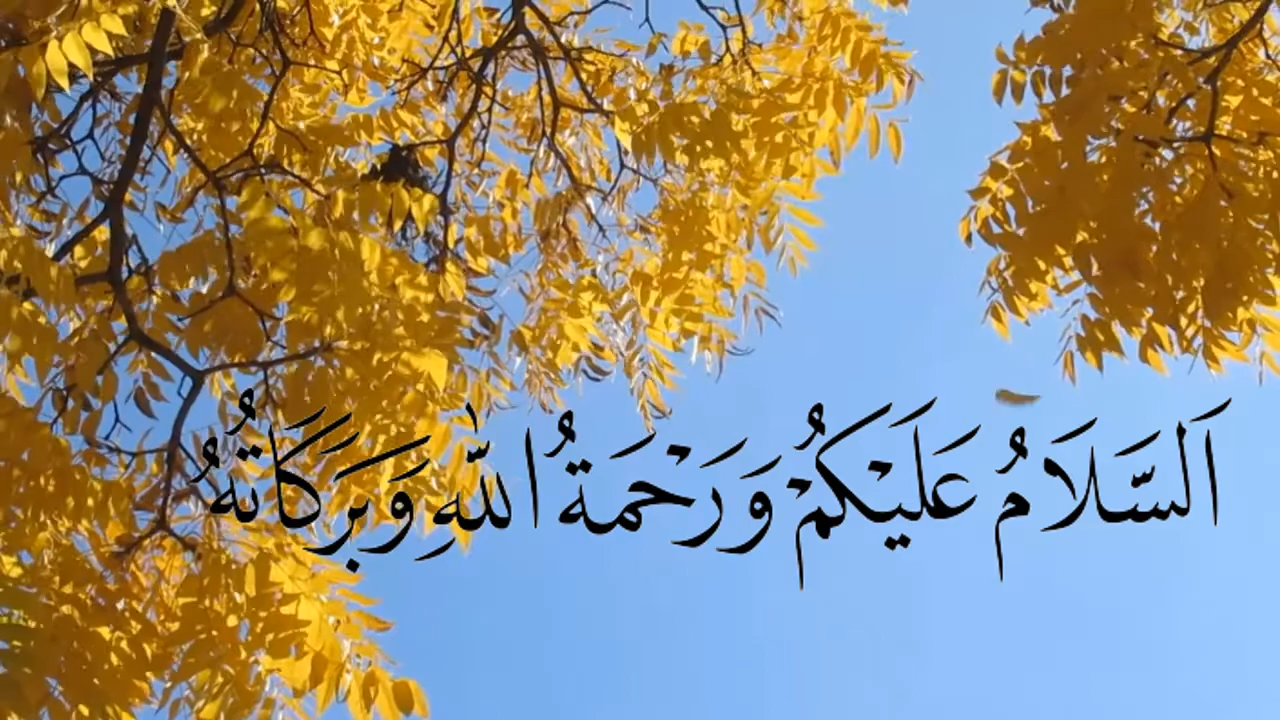 اَلسَّلَامُ عَلَيْكُمْ وَرَحْمَةُ اللّٰهِ وَبَرَكَاتُهُ